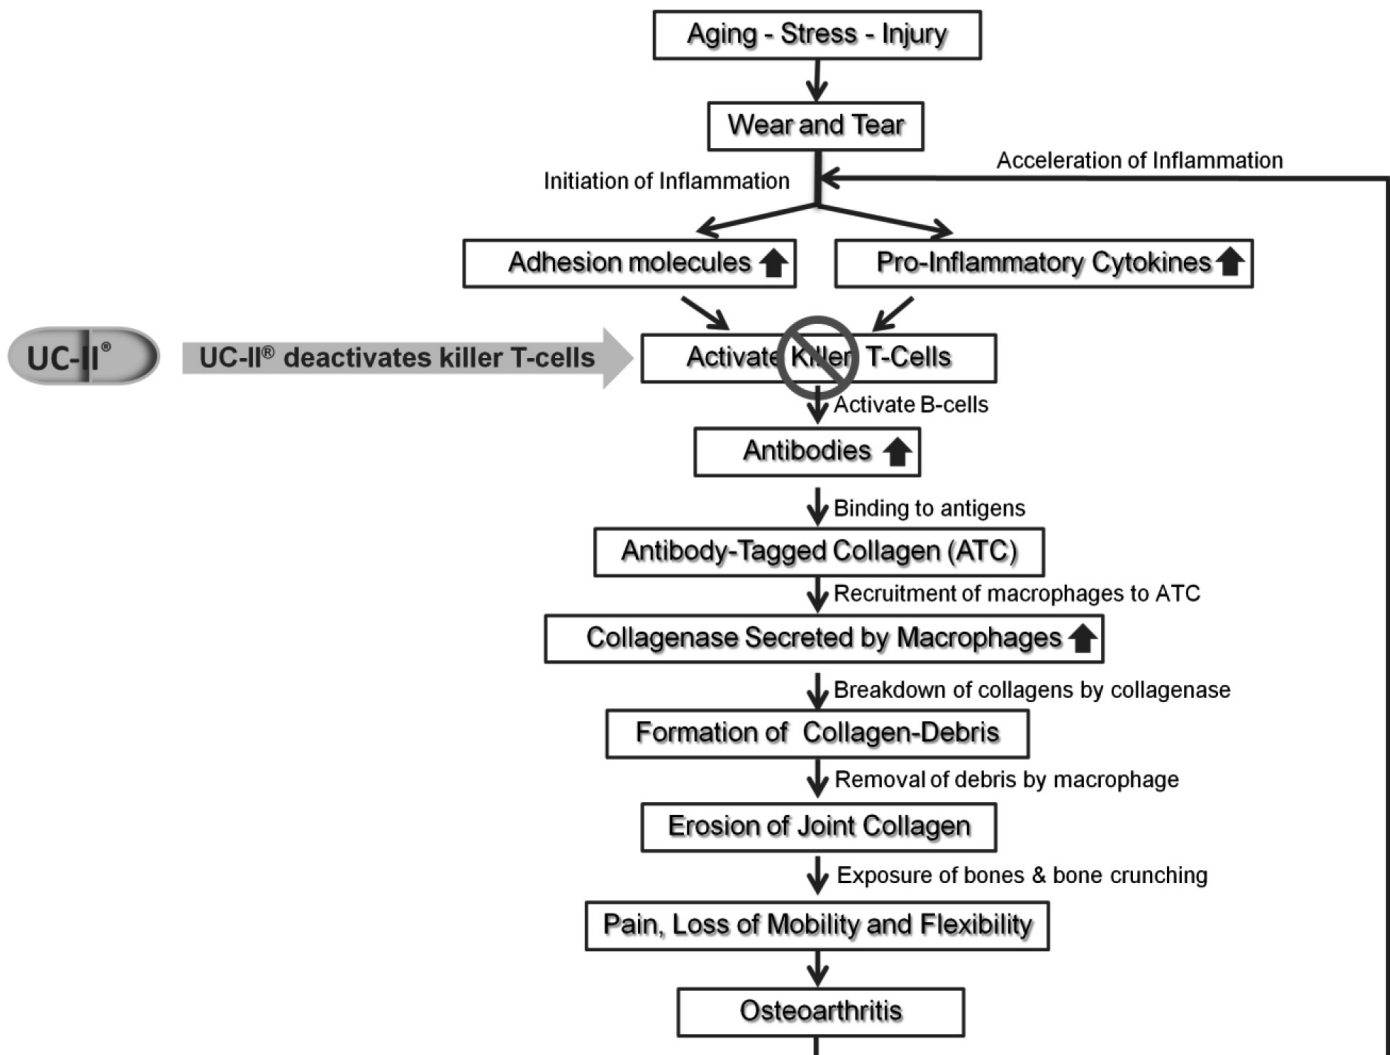 Aging - Stress - Injury
Wear and Tear
Acceleration of Inflammation
Initiation of Inflammation
Adhesion molecules
Pro-Inflammatory Cytokines
UC-II®
UC-II® deactivates killer T-cells
Activate Killer T-Cells
Activate B-cells
Antibodies
Binding to antigens
Antibody-Tagged Collagen (ATC)
Recruitment of macrophages to ATC
Collagenase Secreted by Macrophages
Breakdown of collagens by collagenase
Formation of Collagen-Debris
Removal of debris by macrophage
Erosion of Joint Collagen
Exposure of bones & bone crunching
Pain, Loss of Mobility and Flexibility
Osteoarthritis